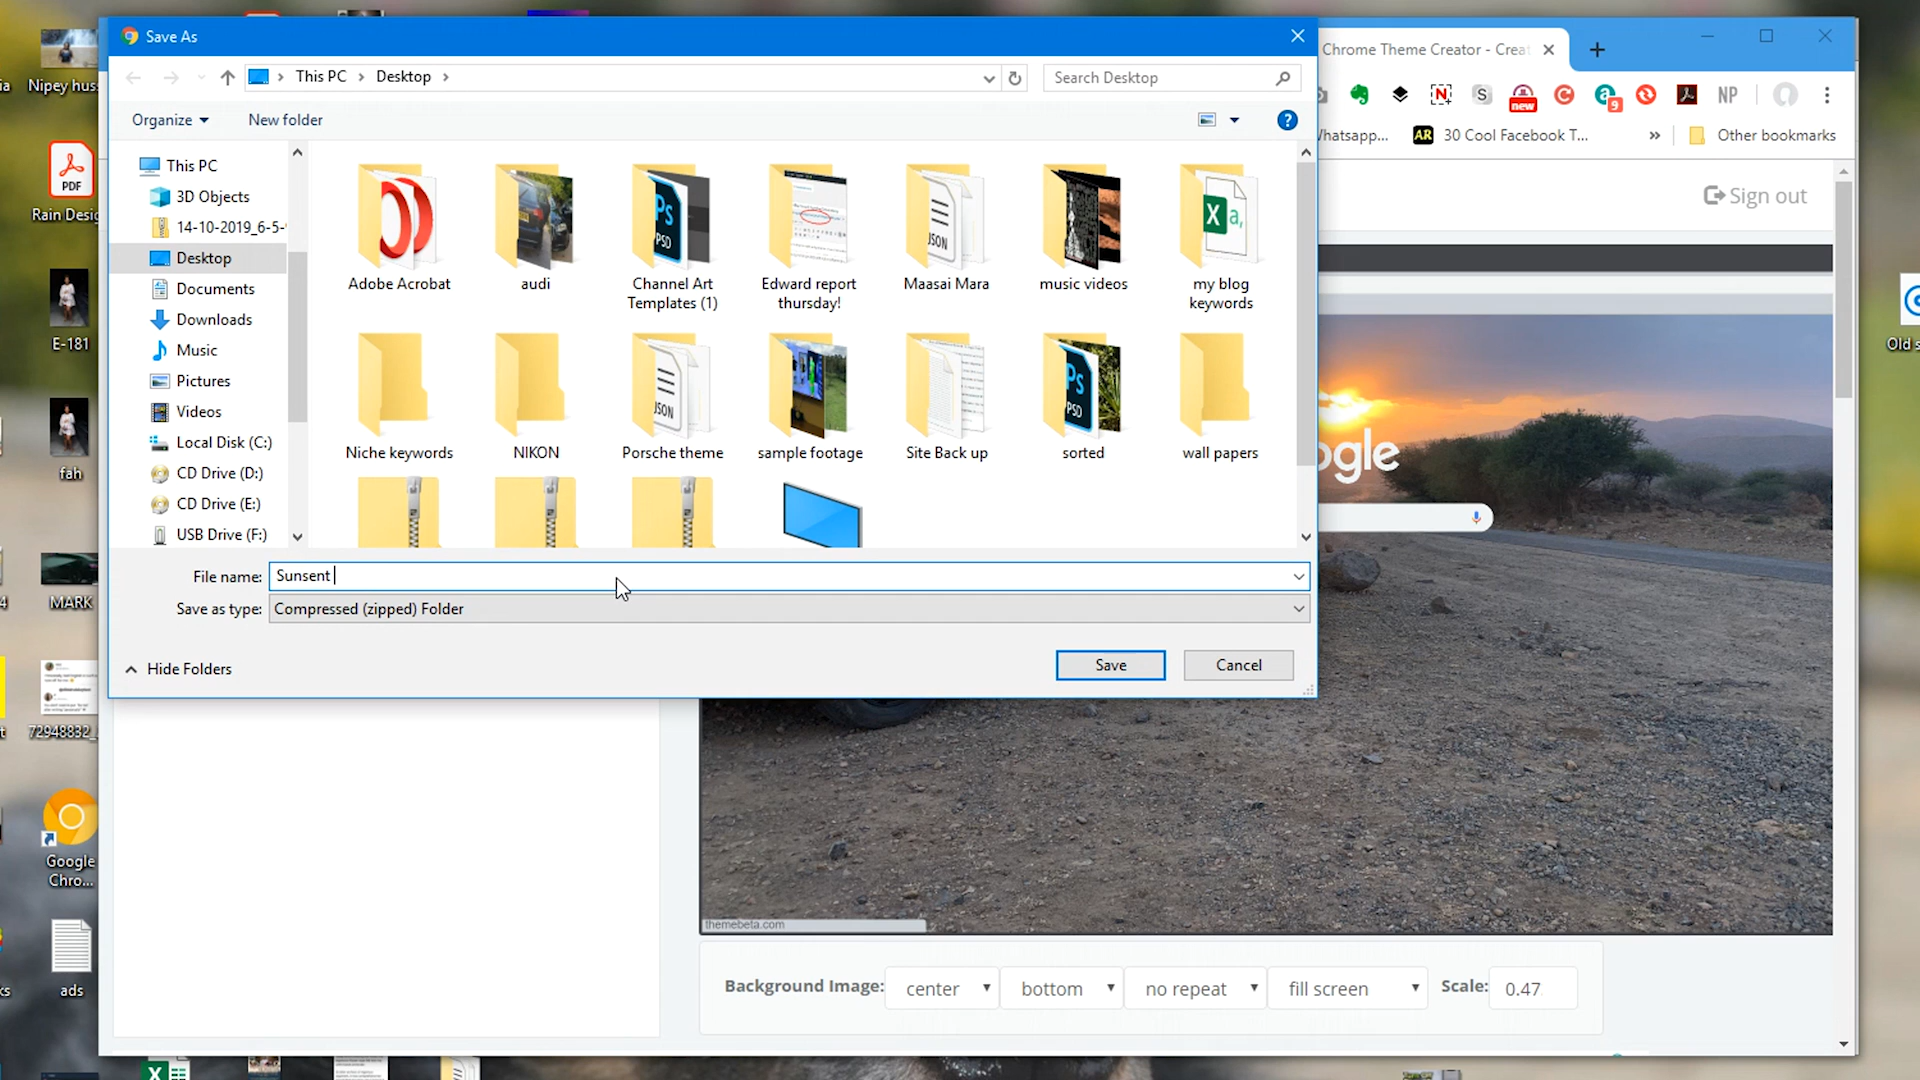 Save As
This PC
Desktop
Search Desktop
Organize
New folder
This PC
3D Objects
14-10-2019_6-5-
Desktop
Documents
Downloads
Music
Pictures
Videos
Local Disk (C:)
CD Drive (D:)
CD Drive (E:)
USB Drive (F:)
Adobe Acrobat
audi
Channel Art Templates (1)
Edward report thursday!
Maasai Mara
music videos
my blog keywords
Niche keywords
NIKON
Porsche theme
sample footage
Site Back up
sorted
wall papers
File name: Sunsent
Save as type: Compressed (zipped) Folder
Hide Folders
Save
Cancel
Chrome Theme Creator - Creat
new
9
NP
Whatsapp...
AR
30 Cool Facebook T...
»
Other bookmarks
Sign out
ogle
themebeta.com
Background Image:
center
bottom
no repeat
fill screen
Scale:
0.47
Nipey huss
PDF
Rain Desig
E-181
fah
MARK
72948832_
Google Chro...
ads
Old s